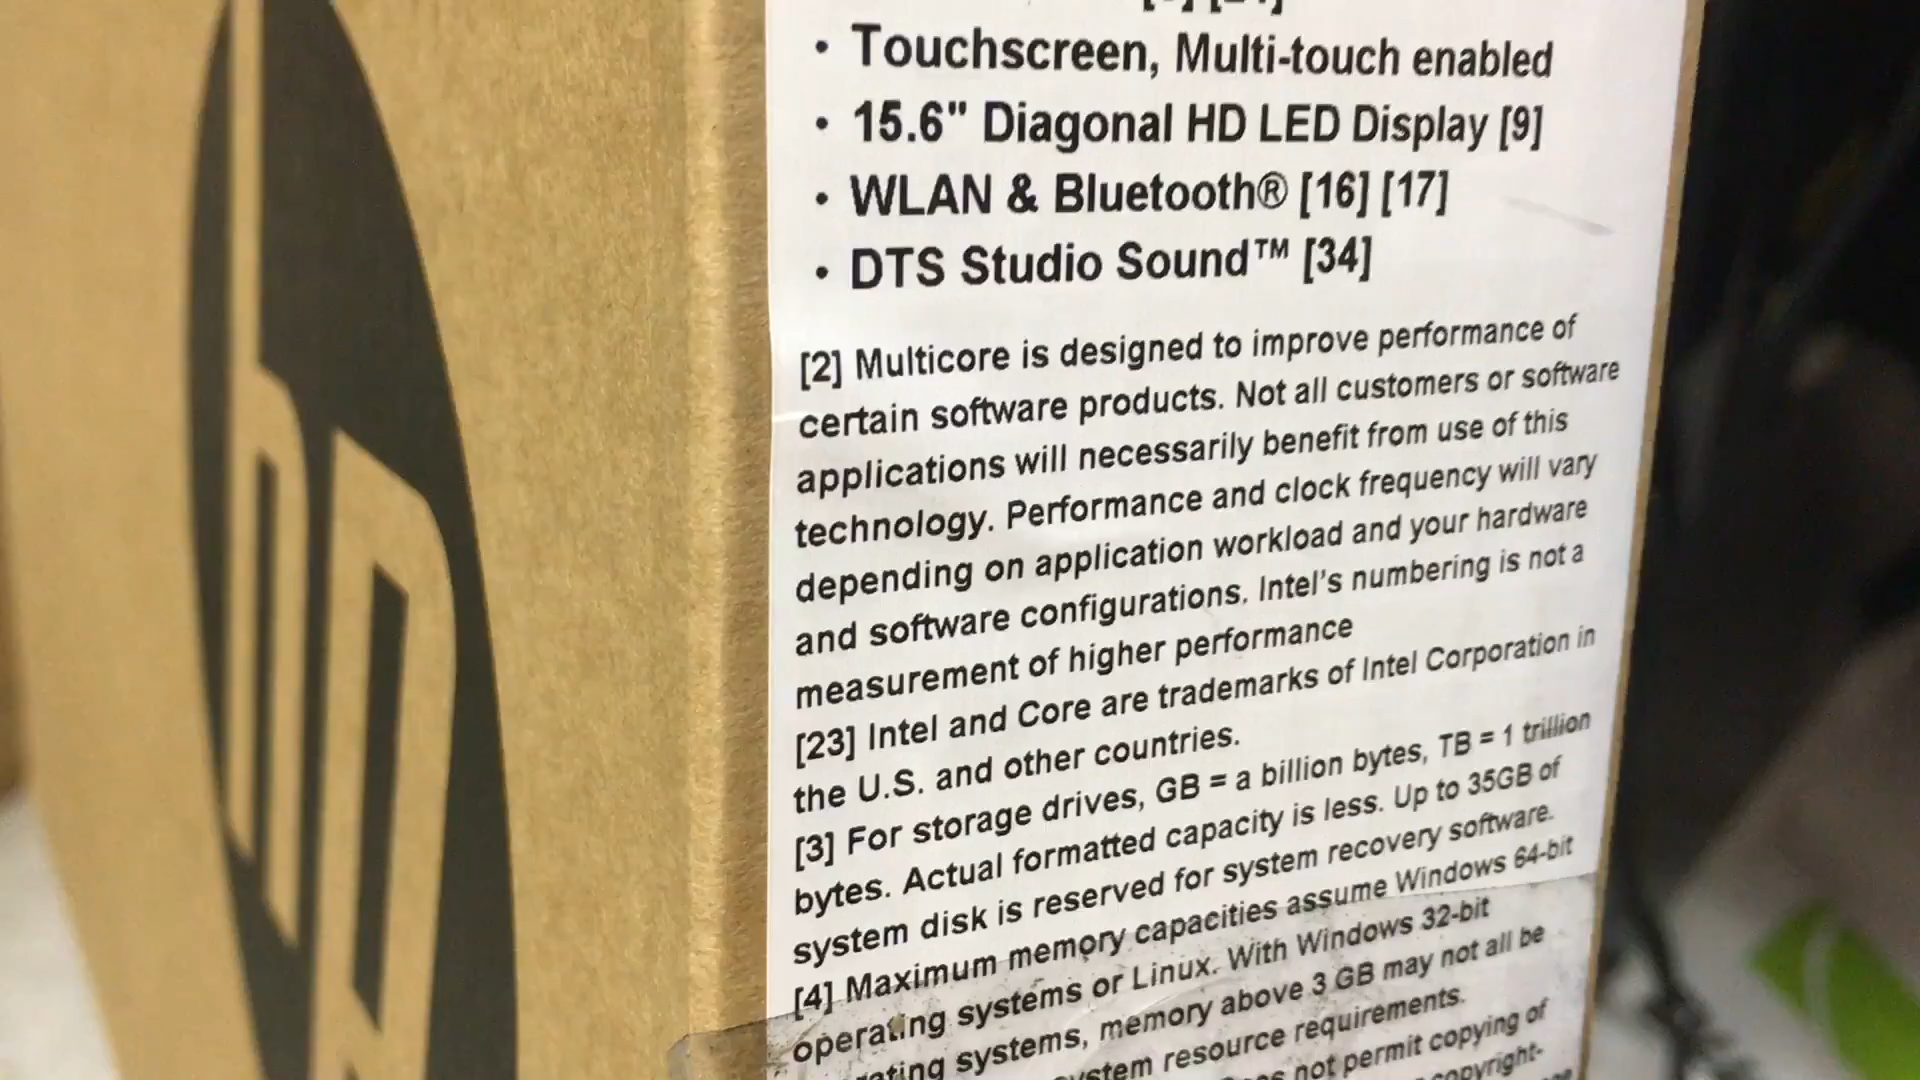 • Touchscreen, Multi-touch enabled
• 15.6" Diagonal HD LED Display [9]
• WLAN & Bluetooth® [16] [17]
• DTS Studio Sound™ [34]
[2] Multicore is designed to improve performance of
certain software products. Not all customers or software
applications will necessarily benefit from use of this
technology. Performance and clock frequency will vary
depending on application workload and your hardware
and software configurations. Intel's numbering is not a
measurement of higher performance
[23] Intel and Core are trademarks of Intel Corporation in
the U.S. and other countries.
[3] For storage drives, GB = a billion bytes, TB = 1 trillion
bytes. Actual formatted capacity is less. Up to 35GB of
system disk is reserved for system recovery software.
[4] Maximum memory capacities assume Windows 64-bit
operating systems or Linux. With Windows 32-bit
systems, memory above 3 GB may not all be
resource requirements.
not permit copying of
hp